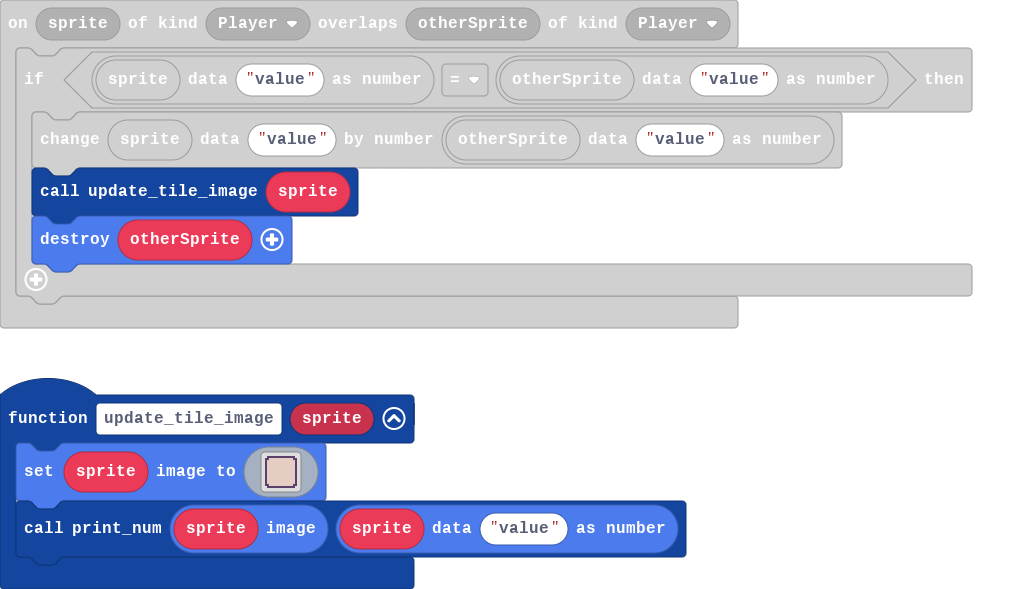 on sprite of kind Player overlaps otherSprite of kind Player
if sprite data "value" as number = otherSprite data "value" as number then
change sprite data "value" by number otherSprite data "value" as number
call update_tile_image sprite
destroy otherSprite
function update_tile_image sprite
set sprite image to
call print_num sprite image sprite data "value" as number